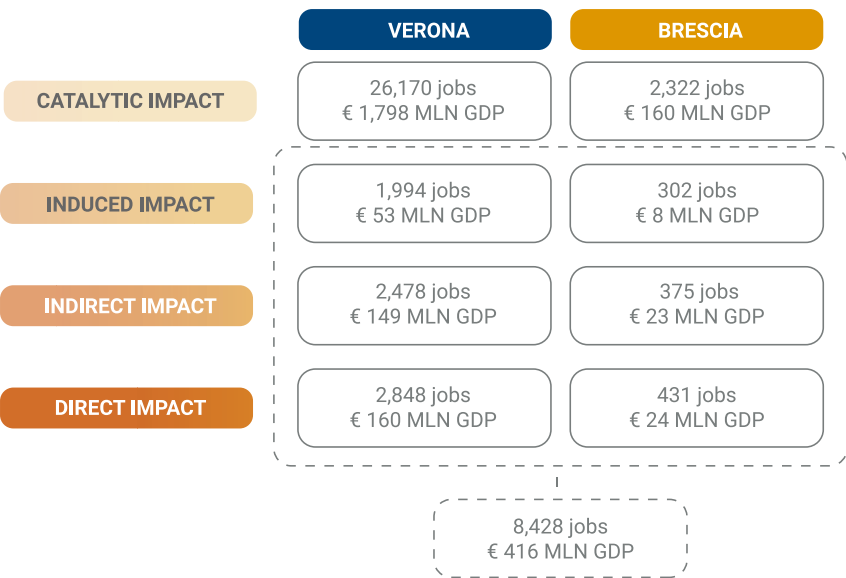 VERONA
BRESCIA
CATALYTIC IMPACT
26,170 jobs
€ 1,798 MLN GDP
2,322 jobs
€ 160 MLN GDP
INDUCED IMPACT
1,994 jobs
€ 53 MLN GDP
302 jobs
€ 8 MLN GDP
INDIRECT IMPACT
2,478 jobs
€ 149 MLN GDP
375 jobs
€ 23 MLN GDP
DIRECT IMPACT
2,848 jobs
€ 160 MLN GDP
431 jobs
€ 24 MLN GDP
8,428 jobs
€ 416 MLN GDP